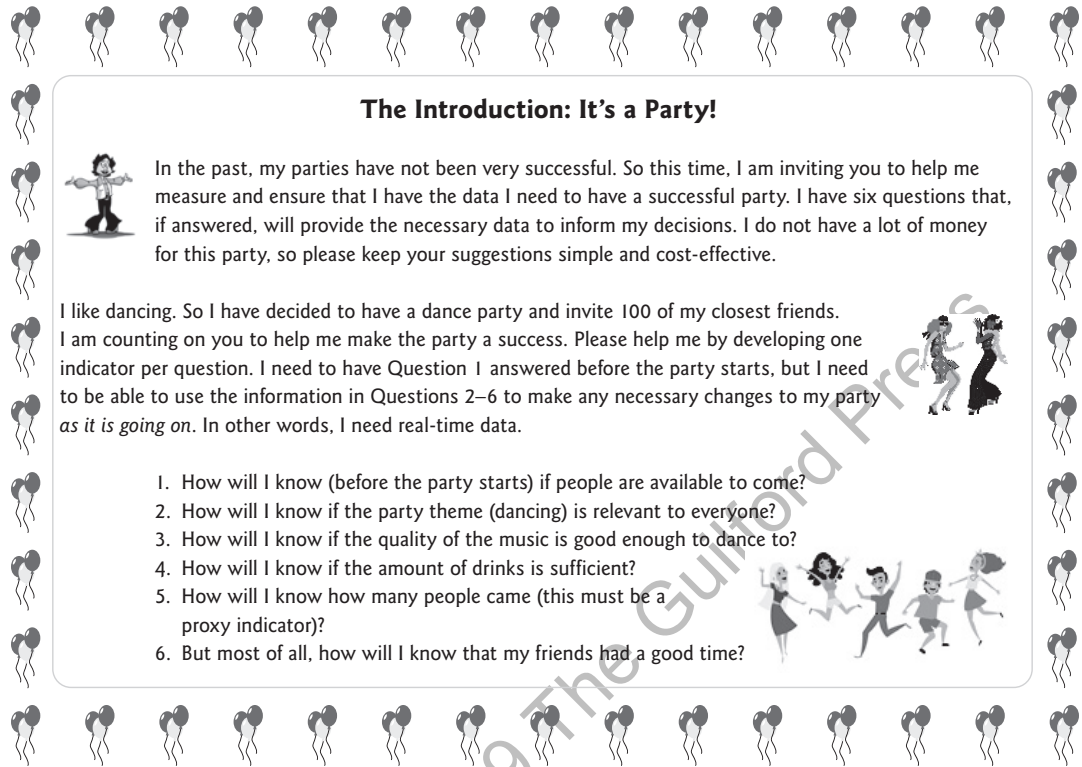 The Introduction: It's a Party!
In the past, my parties have not been very successful. So this time, I am inviting you to help me
measure and ensure that I have the data I need to have a successful party. I have six questions that,
if answered, will provide the necessary data to inform my decisions. I do not have a lot of money
for this party, so please keep your suggestions simple and cost-effective.
I like dancing. So I have decided to have a dance party and invite 100 of my closest friends.
I am counting on you to help me make the party a success. Please help me by developing one
indicator per question. I need to have Question 1 answered before the party starts, but I need
to be able to use the information in Questions 2–6 to make any necessary changes to my party
as it is going on. In other words, I need real-time data.
1. How will I know (before the party starts) if people are available to come?
2. How will I know if the party theme (dancing) is relevant to everyone?
3. How will I know if the quality of the music is good enough to dance to?
4. How will I know if the amount of drinks is sufficient?
5. How will I know how many people came (this must be a
proxy indicator)?
6. But most of all, how will I know that my friends had a good time?
9 The Guilford Press